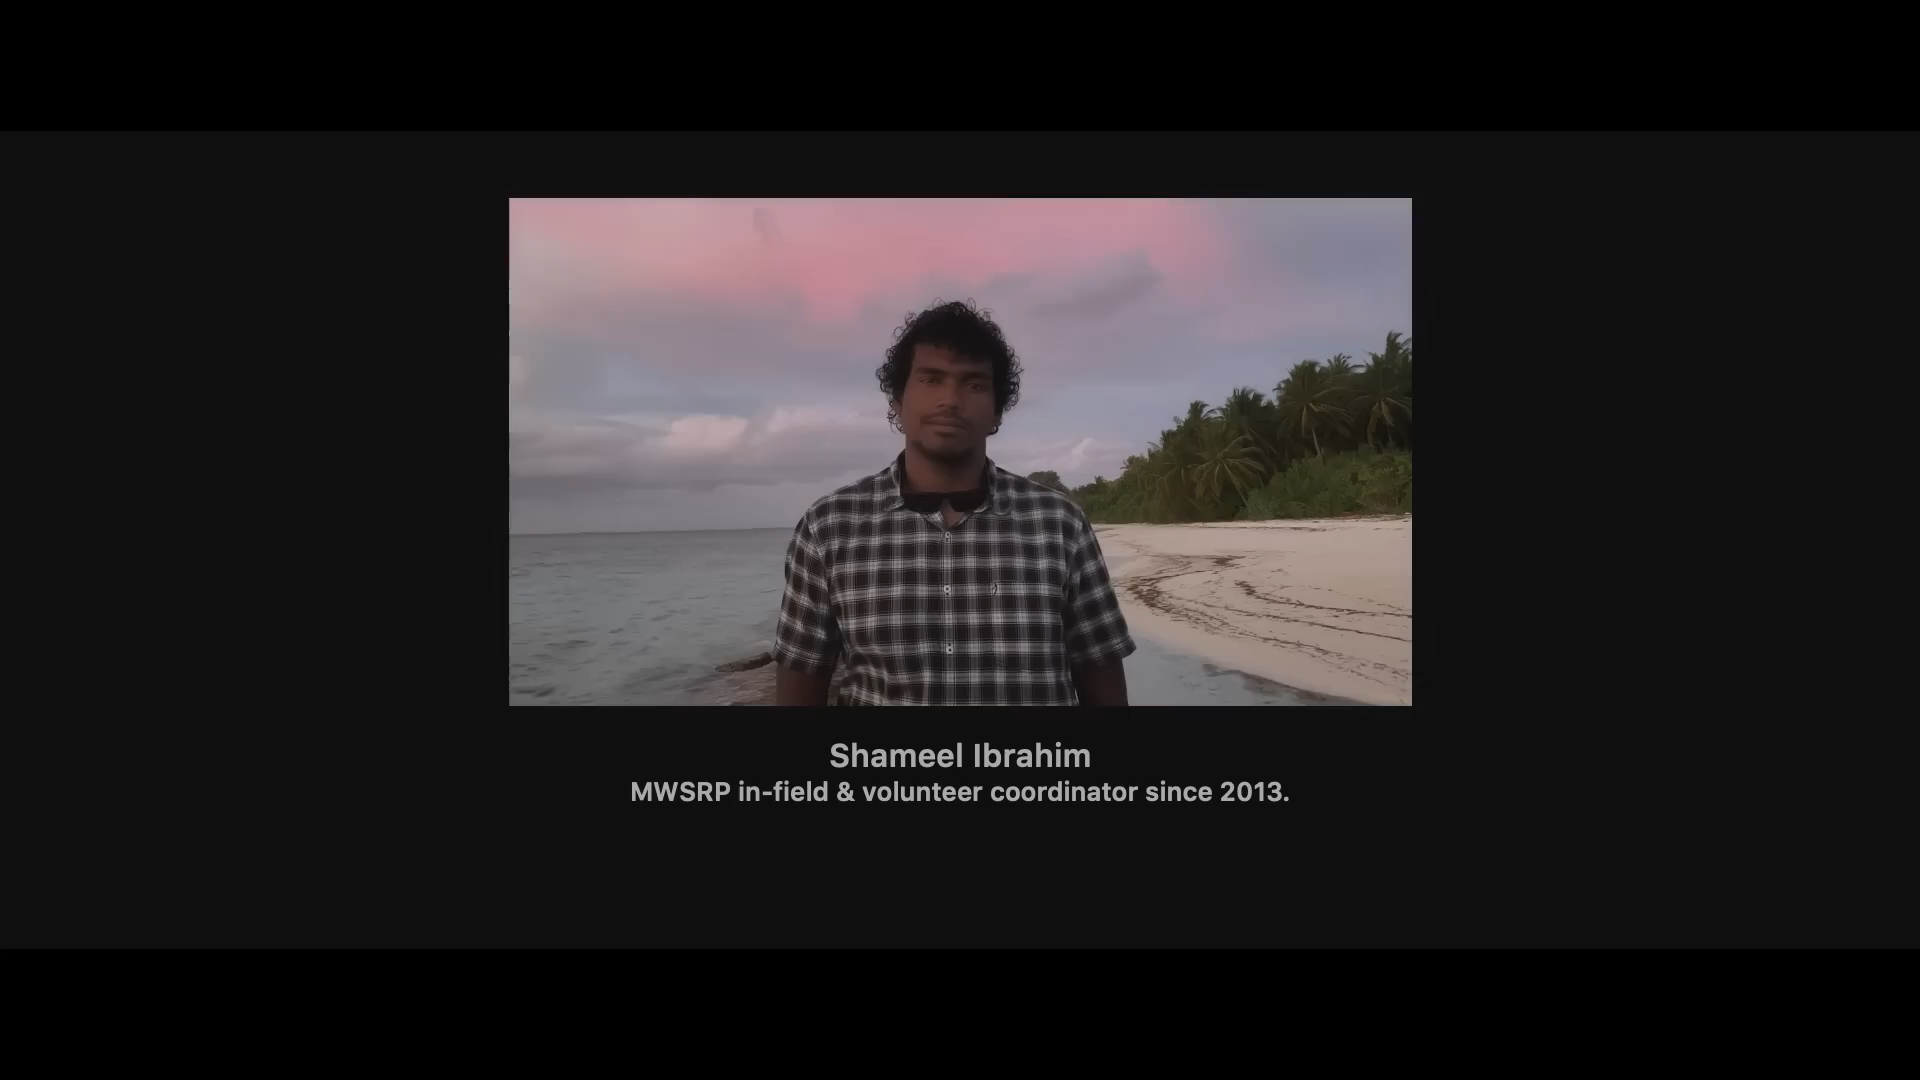 Shameel Ibrahim
MWSRP in-field & volunteer coordinator since 2013.